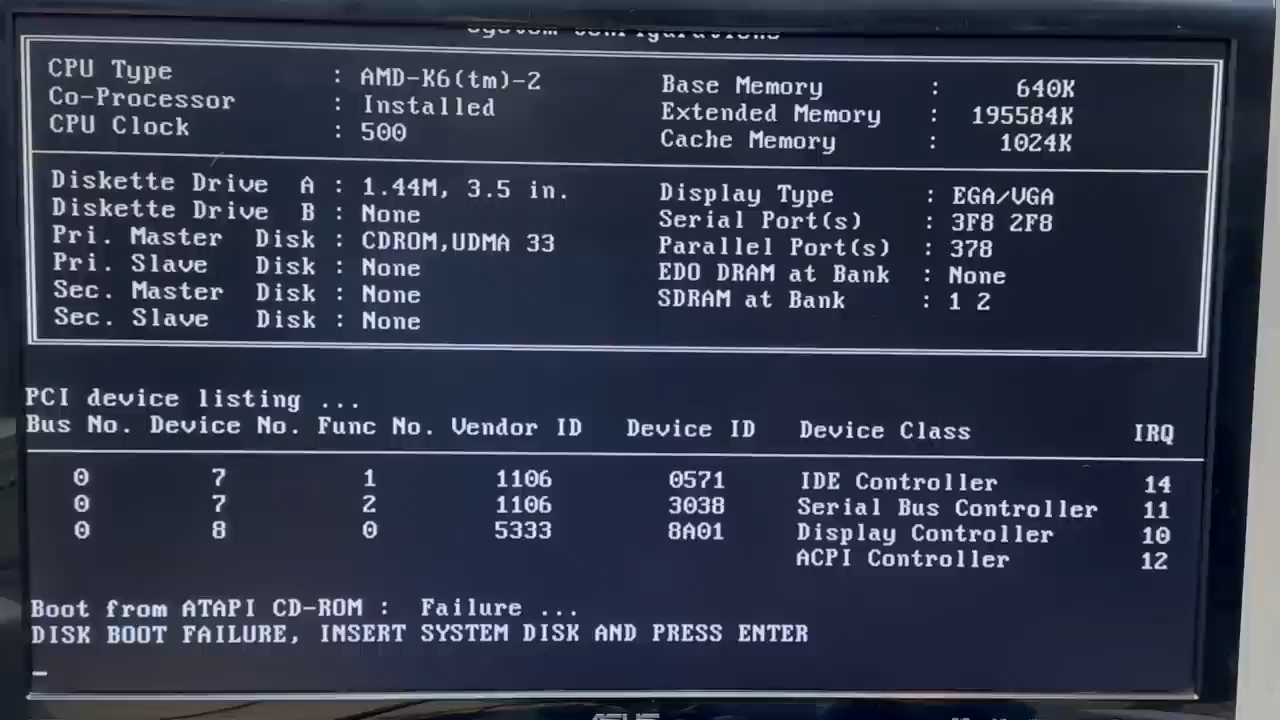 System Configurations
CPU Type : AMD-K6(tm)-2 Base Memory : 640K
Co-Processor : Installed Extended Memory : 195584K
CPU Clock : 500 Cache Memory : 1024K
Diskette Drive A : 1.44M, 3.5 in. Display Type : EGA/VGA
Diskette Drive B : None Serial Port(s) : 3F8 2F8
Pri. Master Disk : CDROM,UDMA 33 Parallel Port(s) : 378
Pri. Slave Disk : None EDO DRAM at Bank : None
Sec. Master Disk : None SDRAM at Bank : 1 2
Sec. Slave Disk : None
PCI device listing ...
Bus No. Device No. Func No. Vendor ID Device ID Device Class IRQ
0 7 1 1106 0571 IDE Controller 14
0 7 2 1106 3038 Serial Bus Controller 11
0 8 0 5333 8A01 Display Controller 10
ACPI Controller 12
Boot from ATAPI CD-ROM : Failure ...
DISK BOOT FAILURE, INSERT SYSTEM DISK AND PRESS ENTER
_
ASUS